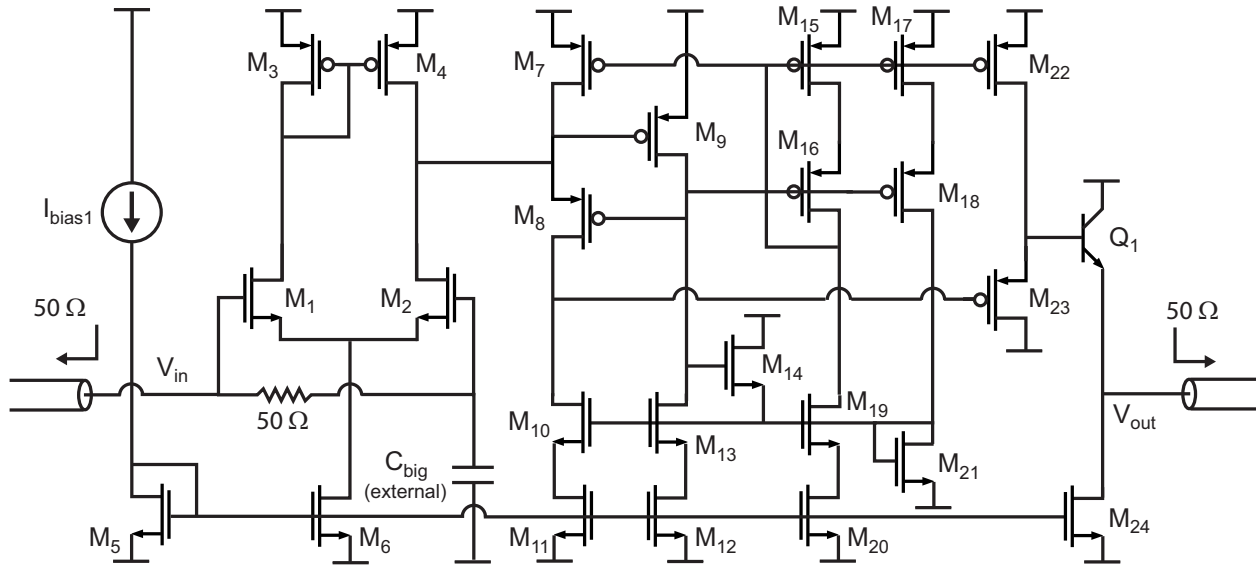 M15
M17
M3
M4
M7
M22
M9
M16
Ibias1
M8
M18
Q1
M1
M2
M23
50 Ω
50 Ω
Vin
M14
50 Ω
M10
M13
M19
Vout
Cbig
(external)
M21
M5
M6
M11
M12
M20
M24